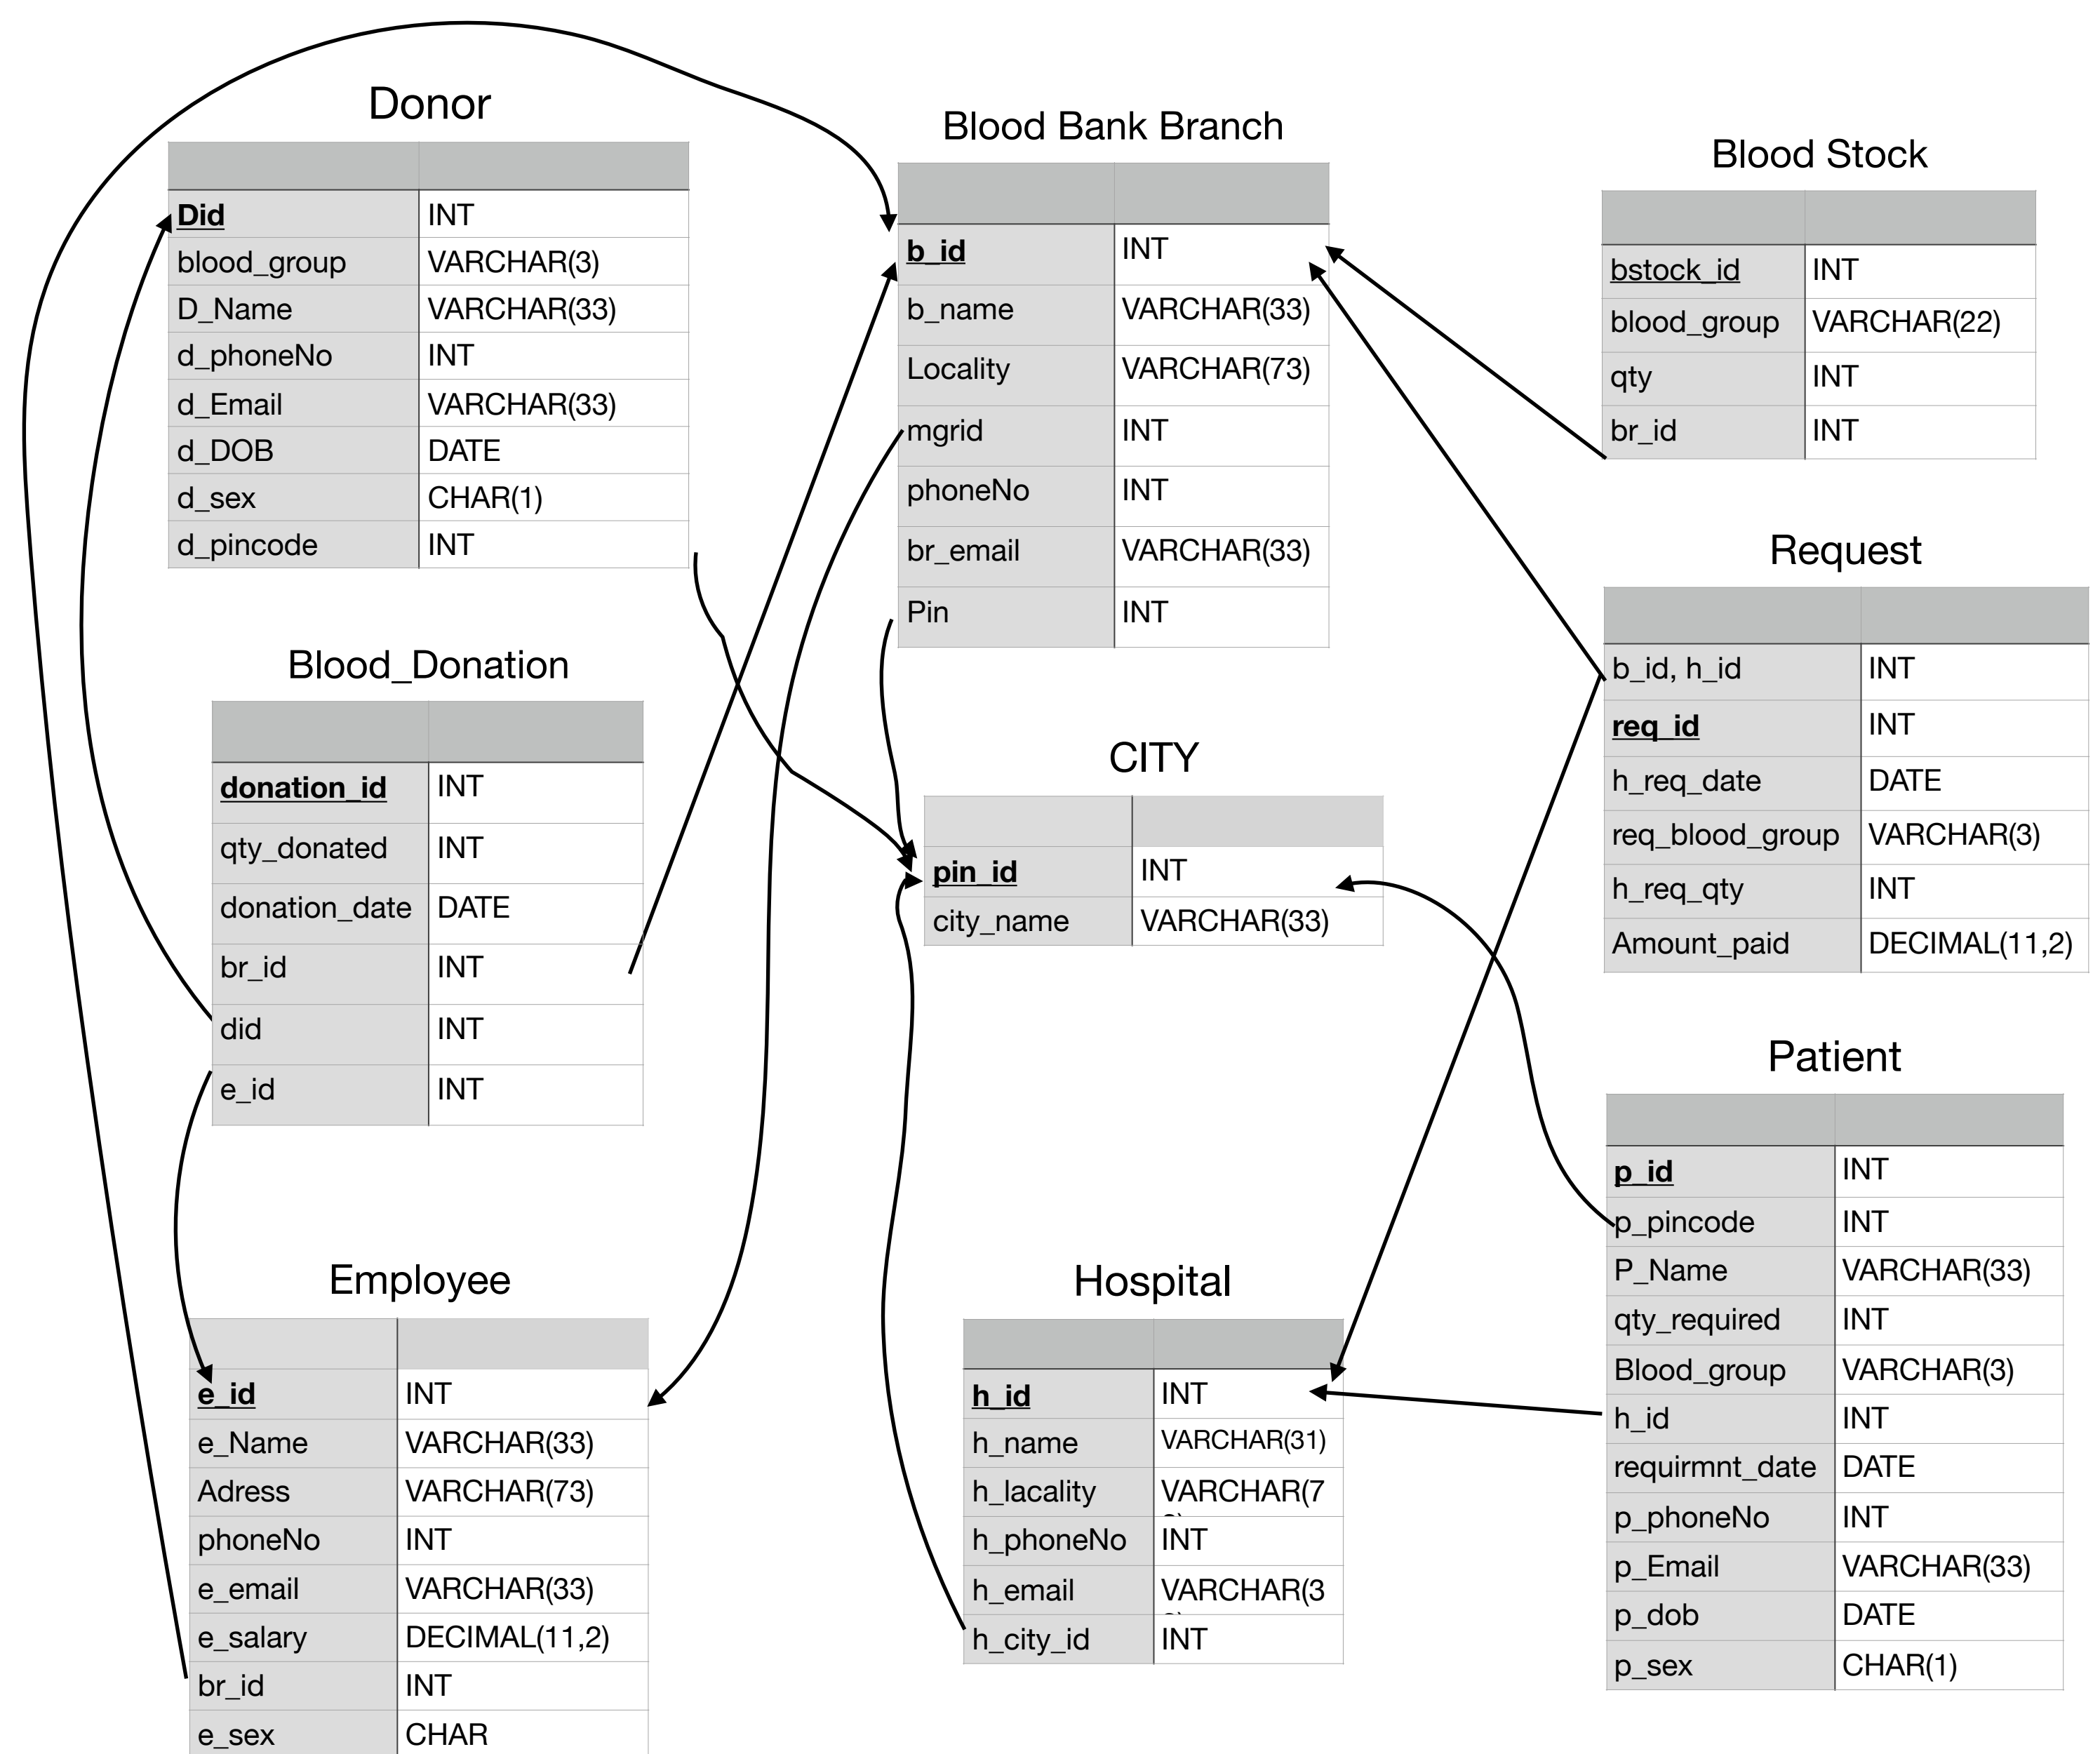 Donor
Did INT
blood_group VARCHAR(3)
D_Name VARCHAR(33)
d_phoneNo INT
d_Email VARCHAR(33)
d_DOB DATE
d_sex CHAR(1)
d_pincode INT
Blood_Donation
donation_id INT
qty_donated INT
donation_date DATE
br_id INT
did INT
e_id INT
Employee
e_id INT
e_Name VARCHAR(33)
Adress VARCHAR(73)
phoneNo INT
e_email VARCHAR(33)
e_salary DECIMAL(11,2)
br_id INT
e_sex CHAR
Blood Bank Branch
b_id INT
b_name VARCHAR(33)
Locality VARCHAR(73)
mgrid INT
phoneNo INT
br_email VARCHAR(33)
Pin INT
CITY
pin_id INT
city_name VARCHAR(33)
Hospital
h_id INT
h_name VARCHAR(31)
h_lacality VARCHAR(7
h_phoneNo INT
h_email VARCHAR(3
h_city_id INT
Blood Stock
bstock_id INT
blood_group VARCHAR(22)
qty INT
br_id INT
Request
b_id, h_id INT
req_id INT
h_req_date DATE
req_blood_group VARCHAR(3)
h_req_qty INT
Amount_paid DECIMAL(11,2)
Patient
p_id INT
p_pincode INT
P_Name VARCHAR(33)
qty_required INT
Blood_group VARCHAR(3)
h_id INT
requirmnt_date DATE
p_phoneNo INT
p_Email VARCHAR(33)
p_dob DATE
p_sex CHAR(1)